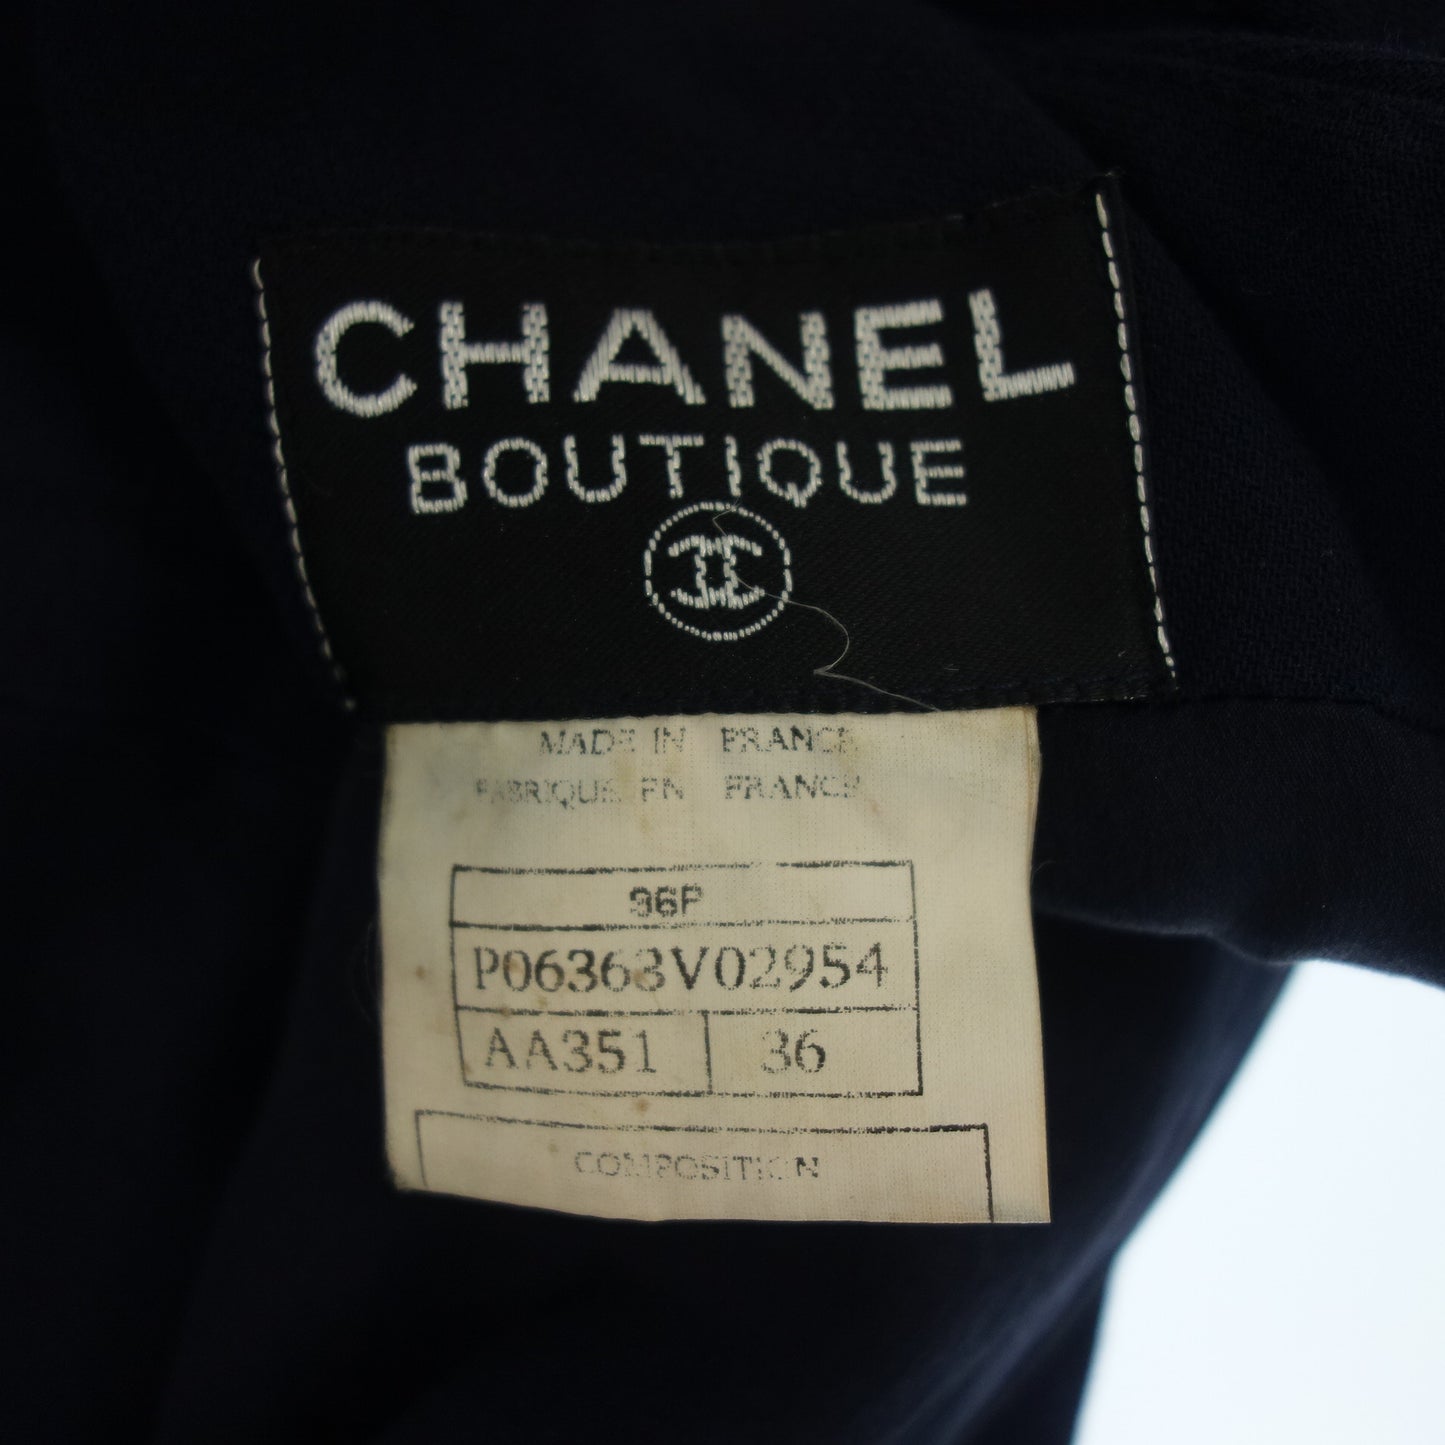 CHANEL
BOUTIQUE
MADE IN FRANCE
FABRIQUE EN FRANCE
96P
P06363V02954
AA351 36
COMPOSITION